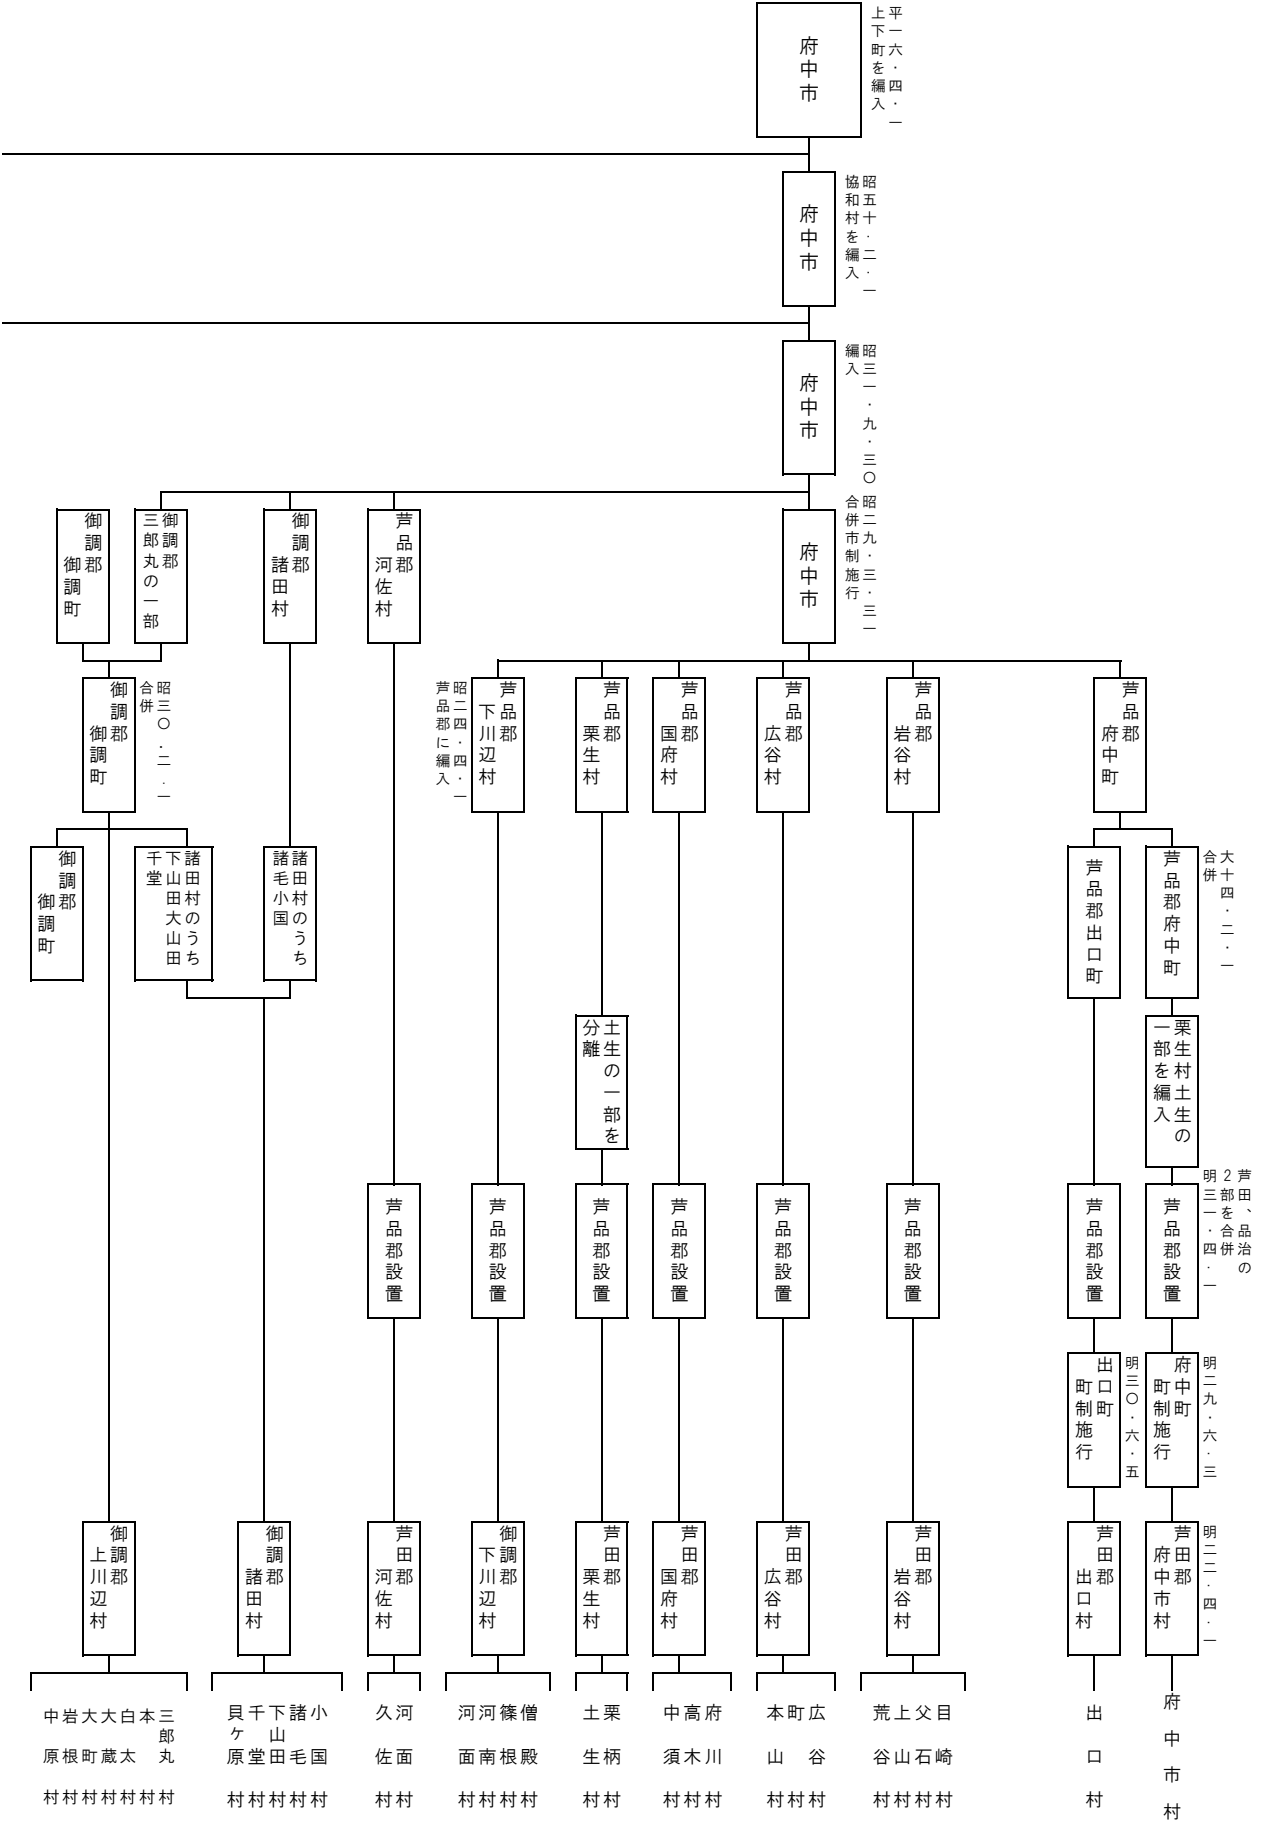 平一六・四・一
上下町を編入
府中市
昭五十・二・一
協和村を編入
府中市
昭三一・九・三〇
編入
府中市
昭二九・三・三一
合併市制施行
府中市
芦品郡
河佐村
御調郡
諸田村
御調郡
三郎丸の一部
御調郡
御調町
芦品郡
府中町
芦品郡
岩谷村
芦品郡
広谷村
芦品郡
国府村
芦品郡
栗生村
芦品郡
下川辺村
昭二四・四・一
芦品郡に編入
昭三〇.二.一
合併
御調郡
御調町
大十四・二・一
合併
芦品郡府中町
芦品郡出口町
諸田村のうち
諸毛小国
諸田村のうち
下山田大山田
千堂
御調郡
御調町
栗生村土生の
一部を編入
土生の一部を
分離
芦田、品治の
2部を合併
明三一・四・一
芦品郡設置
芦品郡設置
芦品郡設置
芦品郡設置
芦品郡設置
芦品郡設置
芦品郡設置
芦品郡設置
明二九・六・三
府中町
町制施行
明三〇・六・五
出口町
町制施行
明二二・四・一
芦田郡
府中市村
芦田郡
出口村
芦田郡
岩谷村
芦田郡
広谷村
芦田郡
国府村
芦田郡
栗生村
御調郡
下川辺村
芦田郡
河佐村
御調郡
諸田村
御調郡
上川辺村
府中市村
出口村
目崎村
父石村
上山村
荒谷村
広谷村
町村
本山村
府川村
高木村
中須村
栗柄村
土生村
僧殿村
篠根村
河南村
河面村
河面村
久佐村
小国村
諸毛村
下山田村
千堂村
貝ケ原村
三郎丸村
本村
白太村
大蔵村
大町村
岩根村
中原村